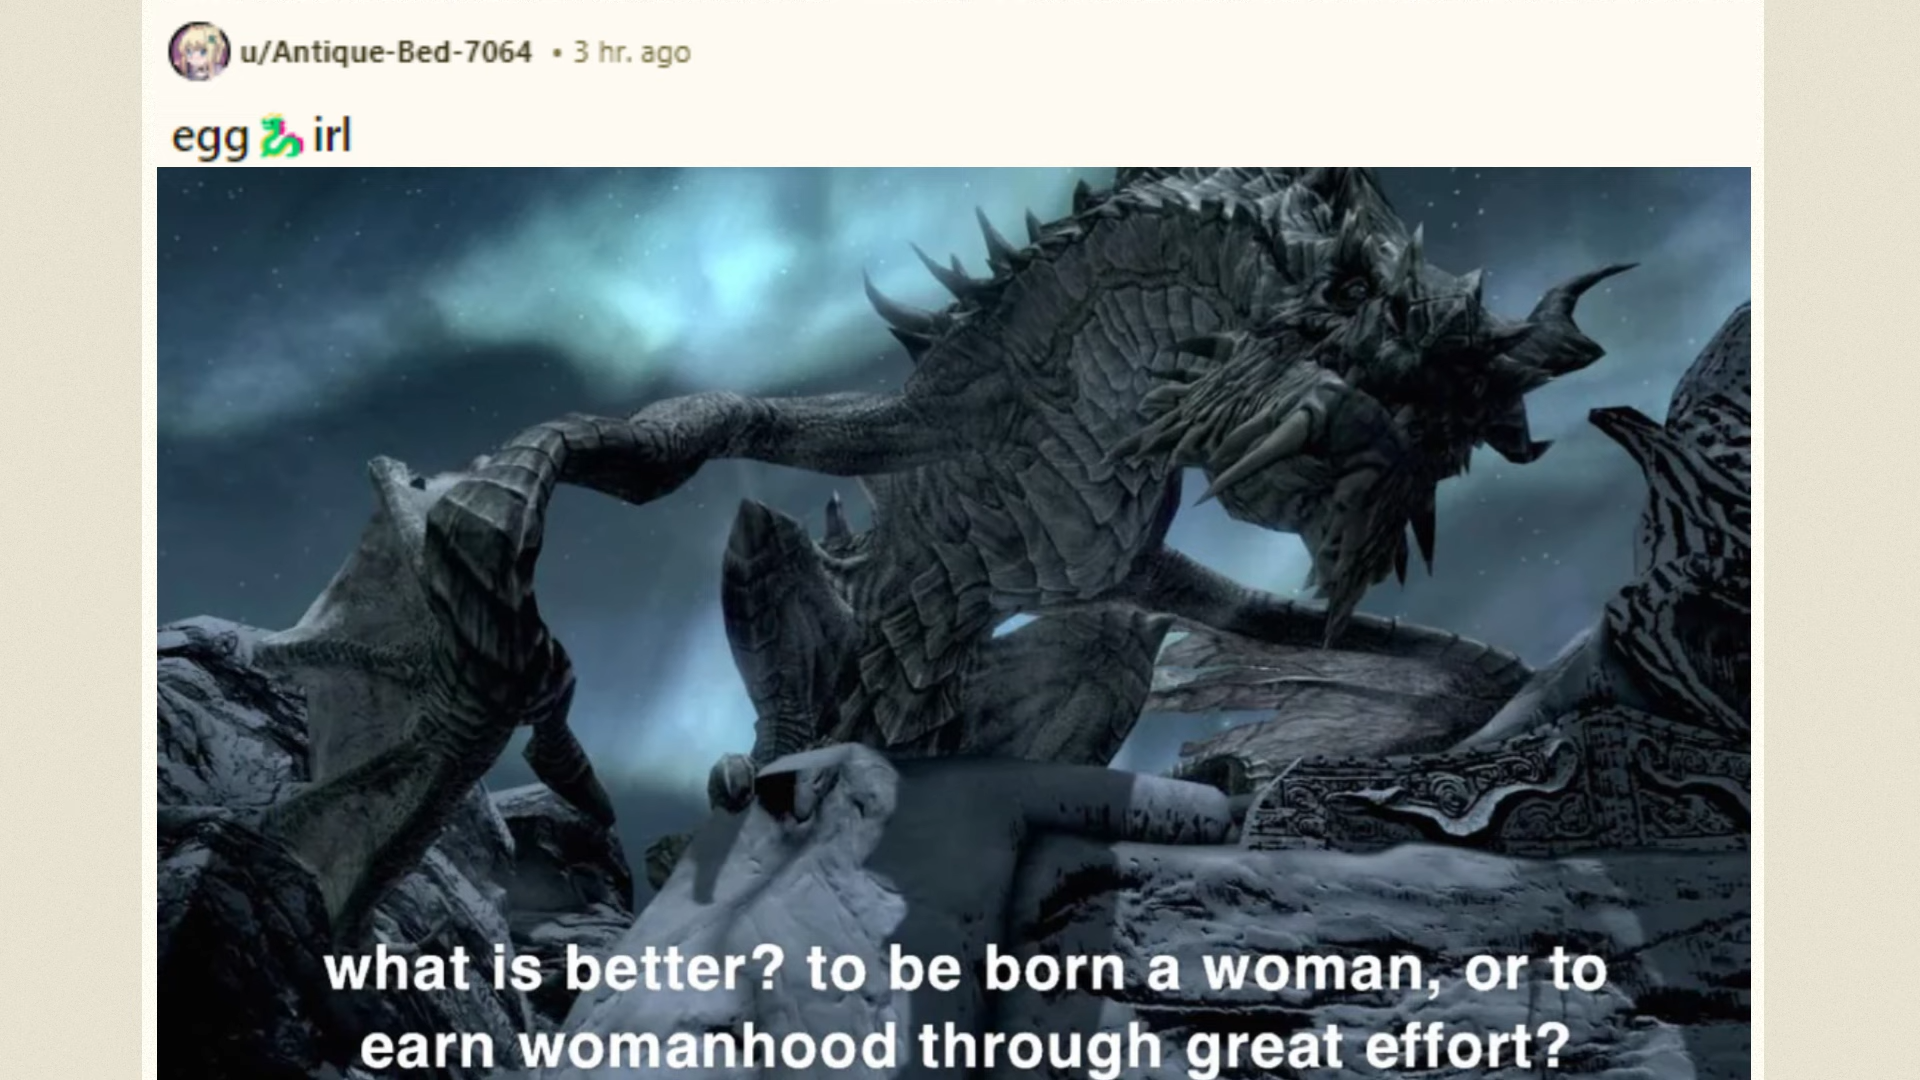 u/Antique-Bed-7064 • 3 hr. ago
egg🐉irl
what is better? to be born a woman, or to
earn womanhood through great effort?